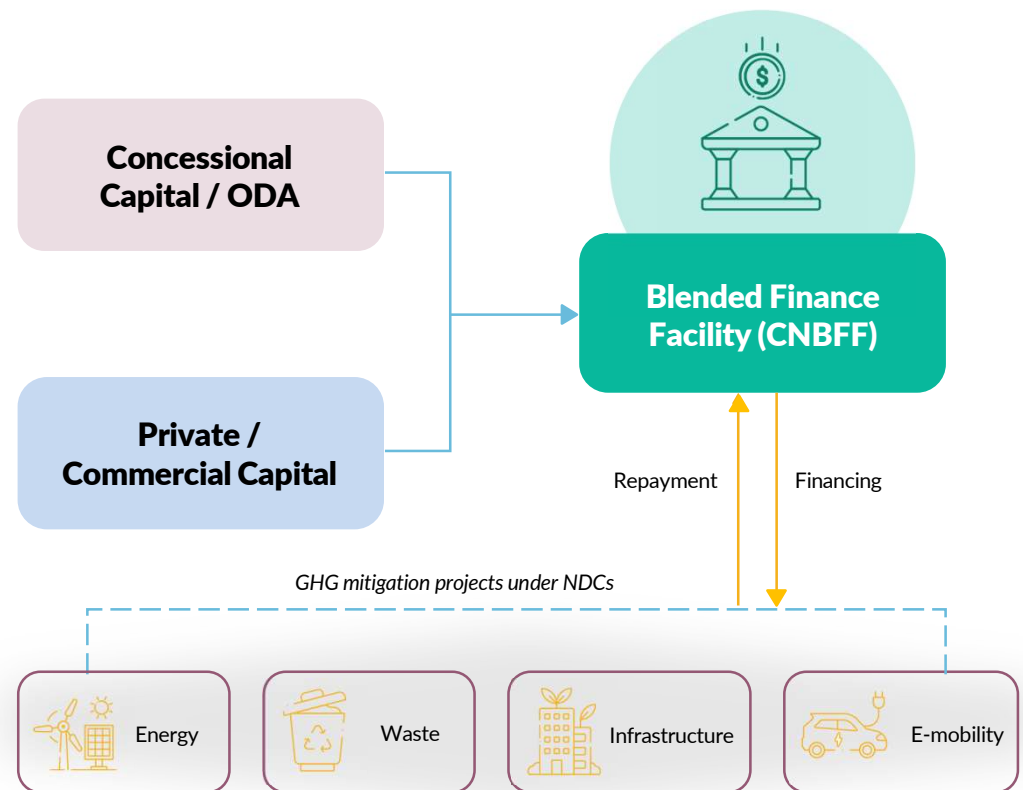 Concessional
Capital / ODA
$
Blended Finance
Facility (CNBFF)
Private /
Commercial Capital
Repayment
Financing
GHG mitigation projects under NDCs
Energy
Waste
Infrastructure
E-mobility